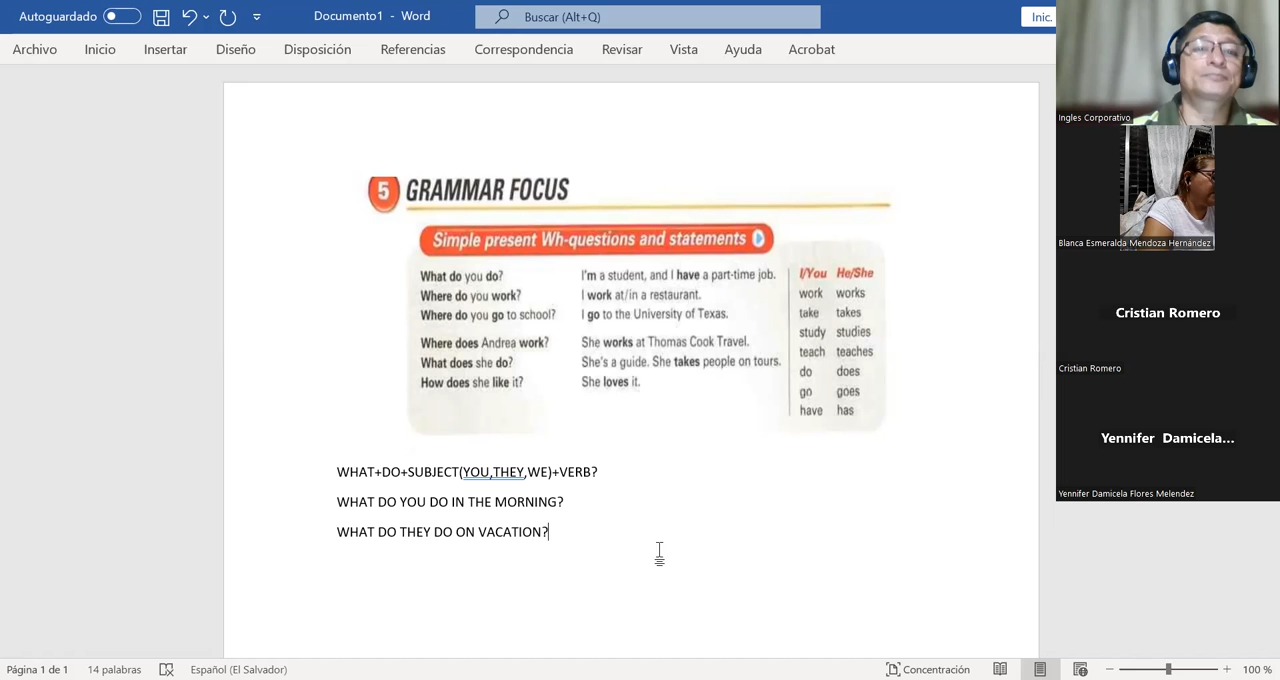 Autoguardado
Documento1 - Word
Buscar (Alt+Q)
Inic.
Archivo Inicio Insertar Diseño Disposición Referencias Correspondencia Revisar Vista Ayuda Acrobat
5 GRAMMAR FOCUS
Simple present Wh-questions and statements
What do you do? I'm a student, and I have a part-time job.
Where do you work? I work at/in a restaurant.
Where do you go to school? I go to the University of Texas.
Where does Andrea work? She works at Thomas Cook Travel.
What does she do? She's a guide. She takes people on tours.
How does she like it? She loves it.
I/You He/She
work works
take takes
study studies
teach teaches
do does
go goes
have has
WHAT+DO+SUBJECT(YOU,THEY,WE)+VERB?
WHAT DO YOU DO IN THE MORNING?
WHAT DO THEY DO ON VACATION?
Ingles Corporativo
Blanca Esmeralda Mendoza Hernández
Cristian Romero
Cristian Romero
Yennifer Damicela...
Yennifer Damicela Flores Melendez
Página 1 de 1 14 palabras Español (El Salvador) Concentración 100 %